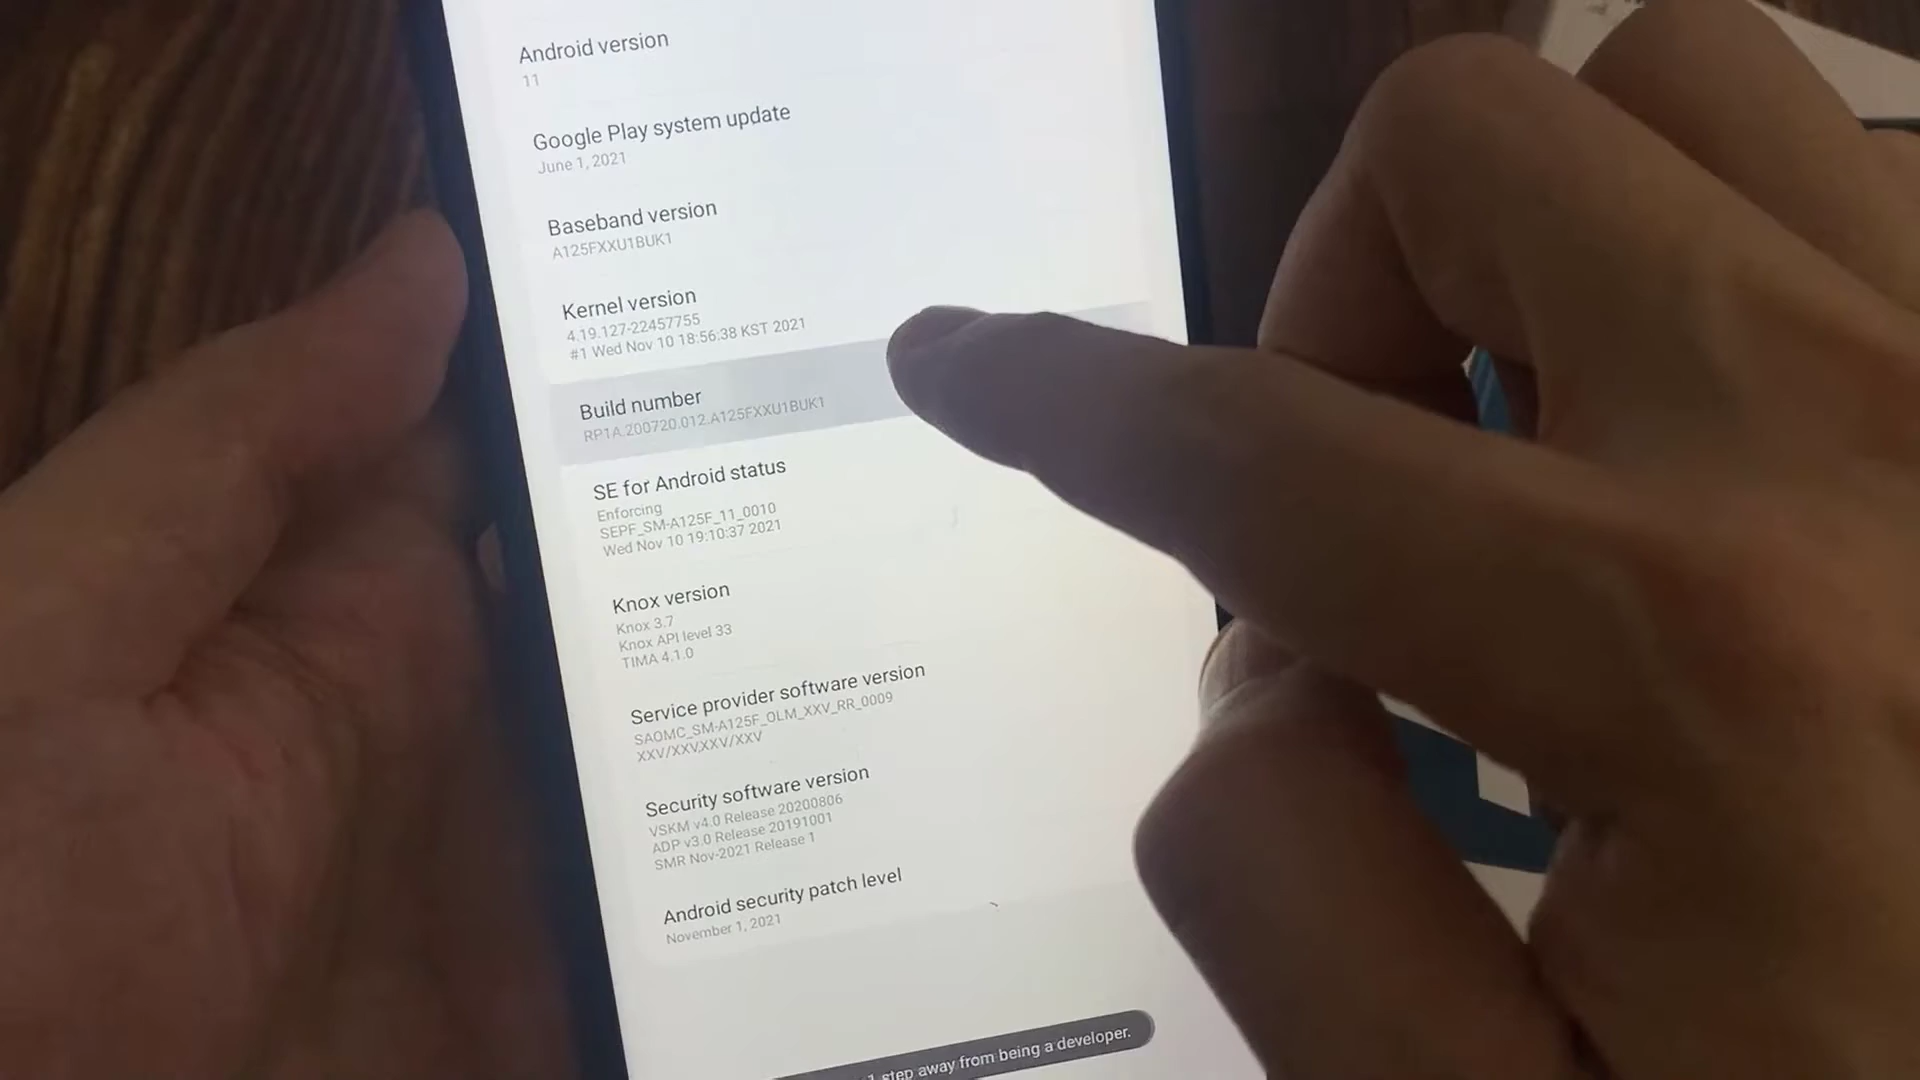 Android version
11
Google Play system update
June 1, 2021
Baseband version
A125FXXU1BUK1
Kernel version
4.19.127-22457755
#1 Wed Nov 10 18:56:38 KST 2021
Build number
RP1A.200720.012.A125FXXU1BUK1
SE for Android status
Enforcing
SEPF_SM-A125F_11_0010
Wed Nov 10 19:10:37 2021
Knox version
Knox 3.7
Knox API level 33
TIMA 4.1.0
Service provider software version
SAOMC_SM-A125F_OLM_XXV_RR_0009
XXV/XXV,XXV/XXV
Security software version
VSKM v4.0 Release 20200806
ADP v3.0 Release 20191001
SMR Nov-2021 Release 1
Android security patch level
November 1, 2021
1 step away from being a developer.